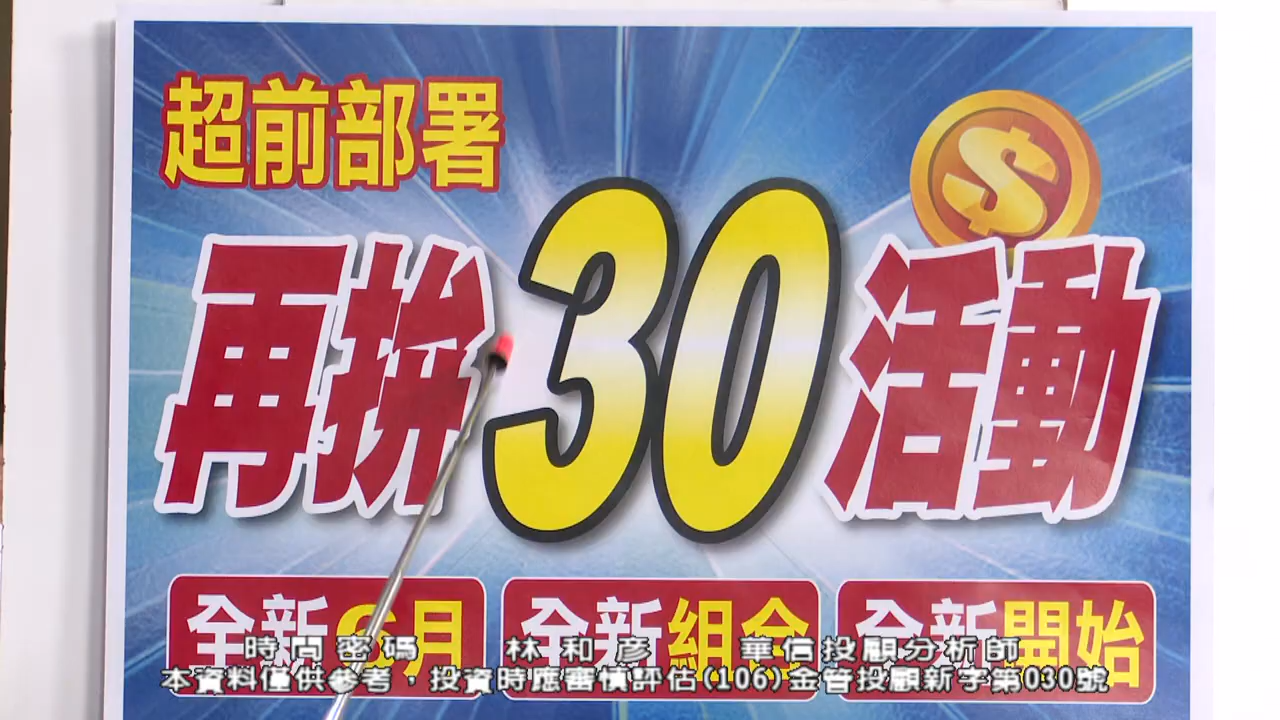 超前部署
再拚30活動
全新6月 全新組合 全新開始
時間密碼 林和彥 華信投顧分析師
本資料僅供參考，投資時應審慎評估(106)金管投顧新字第030號